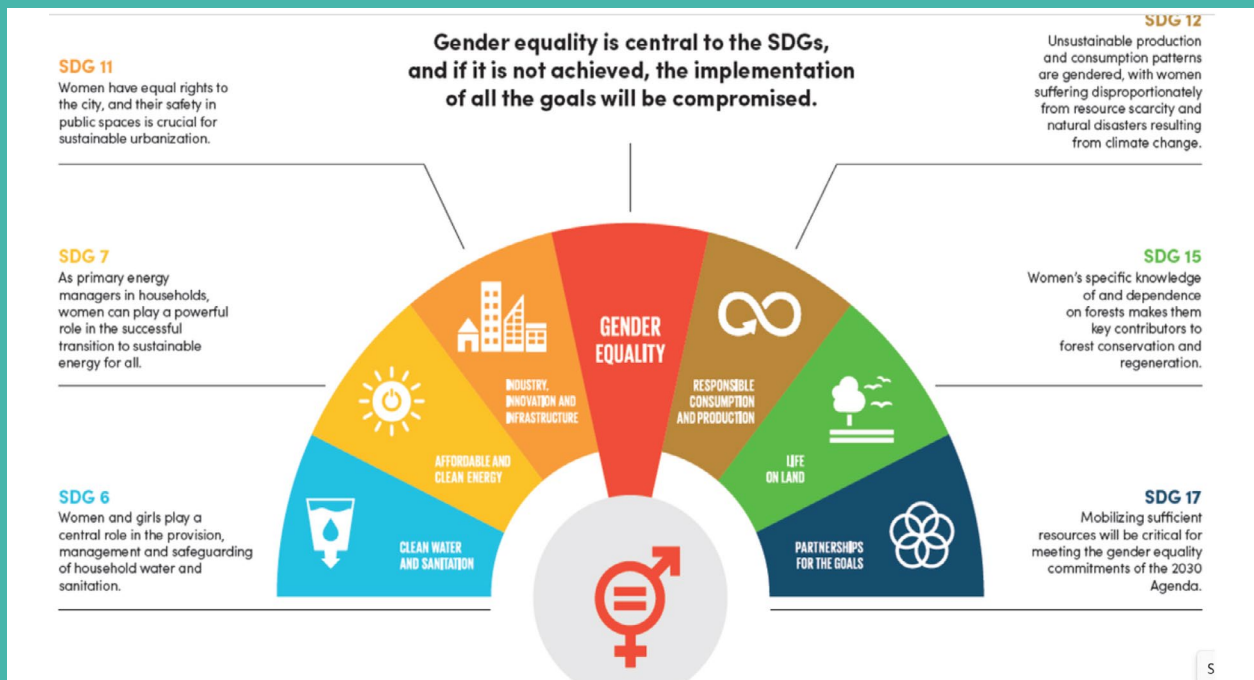 Gender equality is central to the SDGs,
and if it is not achieved, the implementation
of all the goals will be compromised.
SDG 11
Women have equal rights to
the city, and their safety in
public spaces is crucial for
sustainable urbanization.
SDG 7
As primary energy
managers in households,
women can play a powerful
role in the successful
transition to sustainable
energy for all.
SDG 6
Women and girls play a
central role in the provision,
management and safeguarding
of household water and
sanitation.
CLEAN WATER
AND SANITATION
AFFORDABLE AND
CLEAN ENERGY
INDUSTRY,
INNOVATION AND
INFRASTRUCTURE
GENDER
EQUALITY
RESPONSIBLE
CONSUMPTION
AND PRODUCTION
LIFE
ON LAND
PARTNERSHIPS
FOR THE GOALS
SDG 12
Unsustainable production
and consumption patterns
are gendered, with women
suffering disproportionately
from resource scarcity and
natural disasters resulting
from climate change.
SDG 15
Women's specific knowledge
of and dependence
on forests makes them
key contributors to
forest conservation and
regeneration.
SDG 17
Mobilizing sufficient
resources will be critical for
meeting the gender equality
commitments of the 2030
Agenda.
S